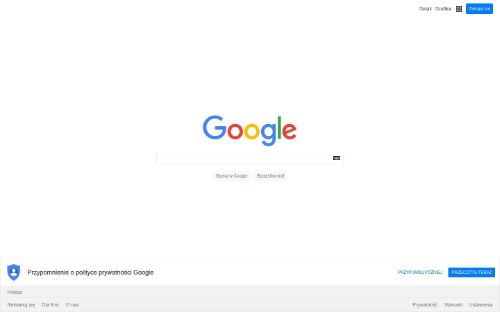 Gmail Grafika Zaloguj się
Google
Szukaj w Google Szczęśliwy traf
Przypomnienie o polityce prywatności Google PRZYPOMNIJ PÓŹNIEJ PRZECZYTAJ TERAZ
Polska
Reklamuj się Dla firm O nas Prywatność Warunki Ustawienia